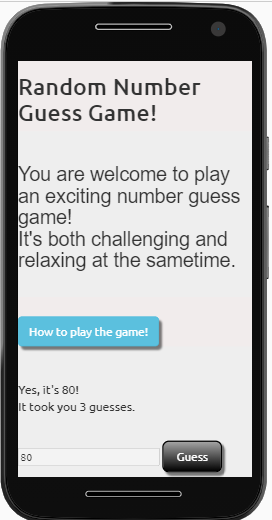 Random Number
Guess Game!
You are welcome to play
an exciting number guess
game!
It's both challenging and
relaxing at the sametime.
How to play the game!
Yes, it's 80!
It took you 3 guesses.
80 Guess